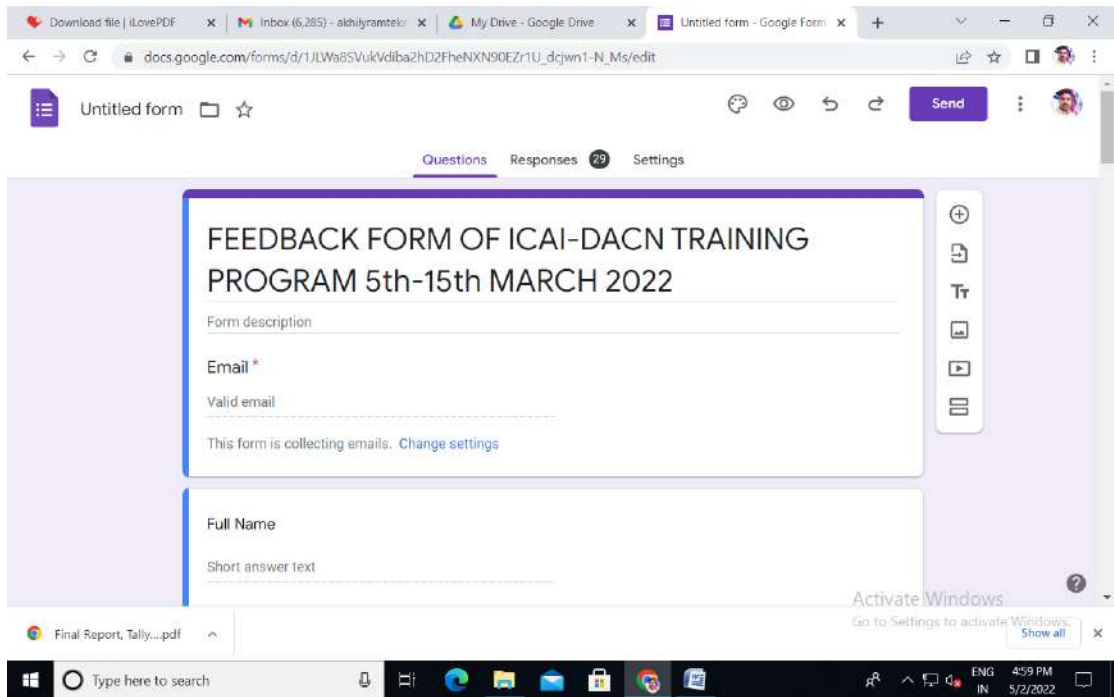 Download file | iLovePDF
Inbox (6,285) - akhilyramteke
My Drive - Google Drive
Untitled form - Google Form
docs.google.com/forms/d/1JLWa8SVukVdiba2hD2FheNXN90EZr1U_dcjwn1-N_Ms/edit
Untitled form
Send
Questions Responses 29 Settings
FEEDBACK FORM OF ICAI-DACN TRAINING
PROGRAM 5th-15th MARCH 2022
Form description
Email *
Valid email
This form is collecting emails. Change settings
Full Name
Short answer text
Activate Windows
Go to Settings to activate Windows.
Final Report, Tally....pdf
Show all
Type here to search
ENG
IN
4:59 PM
5/2/2022